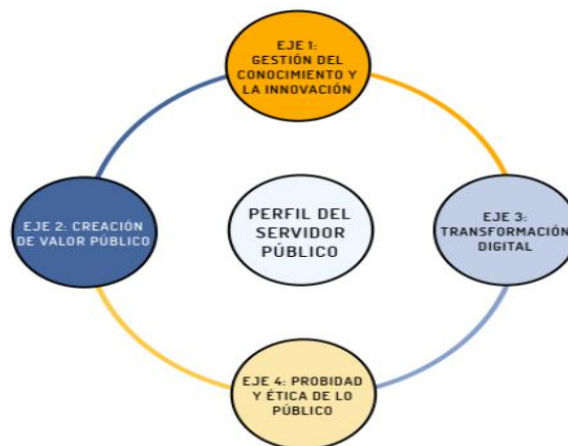 EJE 1:
GESTIÓN DEL
CONOCIMIENTO Y
LA INNOVACIÓN
EJE 2: CREACIÓN
DE VALOR PÚBLICO
PERFIL DEL
SERVIDOR
PÚBLICO
EJE 3:
TRANSFORMACIÓN
DIGITAL
EJE 4: PROBIDAD
Y ÉTICA DE LO
PÚBLICO